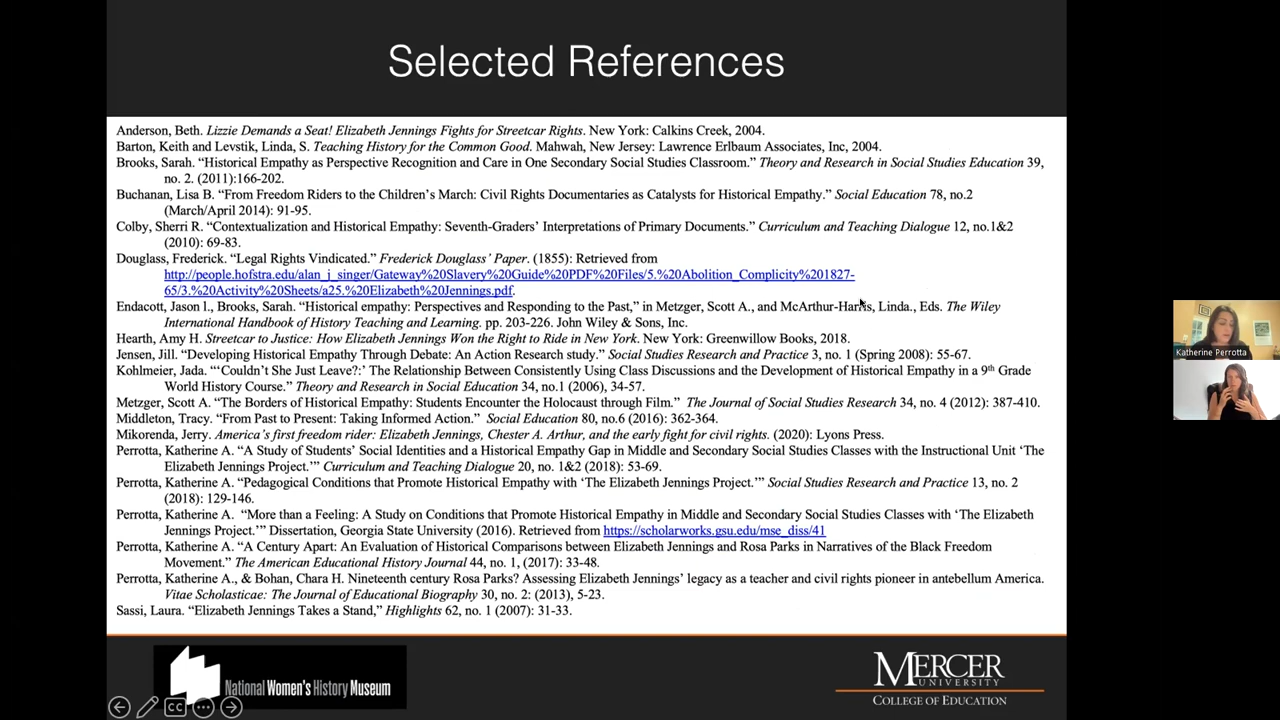 Selected References
Anderson, Beth. Lizzie Demands a Seat! Elizabeth Jennings Fights for Streetcar Rights. New York: Calkins Creek, 2004.
Barton, Keith and Levstik, Linda, S. Teaching History for the Common Good. Mahwah, New Jersey: Lawrence Erlbaum Associates, Inc, 2004.
Brooks, Sarah. “Historical Empathy as Perspective Recognition and Care in One Secondary Social Studies Classroom.” Theory and Research in Social Studies Education 39,
no. 2. (2011):166-202.
Buchanan, Lisa B. “From Freedom Riders to the Children’s March: Civil Rights Documentaries as Catalysts for Historical Empathy.” Social Education 78, no.2
(March/April 2014): 91-95.
Colby, Sherri R. “Contextualization and Historical Empathy: Seventh-Graders’ Interpretations of Primary Documents.” Curriculum and Teaching Dialogue 12, no.1&2
(2010): 69-83.
Douglass, Frederick. “Legal Rights Vindicated.” Frederick Douglass’ Paper. (1855): Retrieved from
http://people.hofstra.edu/alan_j_singer/Gateway%20Slavery%20Guide%20PDF%20Files/5.%20Abolition_Complicity%201827-
65/3.%20Activity%20Sheets/a25.%20Elizabeth%20Jennings.pdf.
Endacott, Jason l., Brooks, Sarah. “Historical empathy: Perspectives and Responding to the Past,” in Metzger, Scott A., and McArthur-Harris, Linda., Eds. The Wiley
International Handbook of History Teaching and Learning. pp. 203-226. John Wiley & Sons, Inc.
Hearth, Amy H. Streetcar to Justice: How Elizabeth Jennings Won the Right to Ride in New York. New York: Greenwillow Books, 2018.
Jensen, Jill. “Developing Historical Empathy Through Debate: An Action Research study.” Social Studies Research and Practice 3, no. 1 (Spring 2008): 55-67.
Kohlmeier, Jada. “‘Couldn’t She Just Leave?:’ The Relationship Between Consistently Using Class Discussions and the Development of Historical Empathy in a 9th Grade
World History Course.” Theory and Research in Social Education 34, no.1 (2006), 34-57.
Metzger, Scott A. “The Borders of Historical Empathy: Students Encounter the Holocaust through Film.” The Journal of Social Studies Research 34, no. 4 (2012): 387-410.
Middleton, Tracy. “From Past to Present: Taking Informed Action.” Social Education 80, no.6 (2016): 362-364.
Mikorenda, Jerry. America’s first freedom rider: Elizabeth Jennings, Chester A. Arthur, and the early fight for civil rights. (2020): Lyons Press.
Perrotta, Katherine A. “A Study of Students’ Social Identities and a Historical Empathy Gap in Middle and Secondary Social Studies Classes with the Instructional Unit ‘The
Elizabeth Jennings Project.’” Curriculum and Teaching Dialogue 20, no. 1&2 (2018): 53-69.
Perrotta, Katherine A. “Pedagogical Conditions that Promote Historical Empathy with ‘The Elizabeth Jennings Project.’” Social Studies Research and Practice 13, no. 2
(2018): 129-146.
Perrotta, Katherine A. “More than a Feeling: A Study on Conditions that Promote Historical Empathy in Middle and Secondary Social Studies Classes with ‘The Elizabeth
Jennings Project.’” Dissertation, Georgia State University (2016). Retrieved from https://scholarworks.gsu.edu/mse_diss/41
Perrotta, Katherine A. “A Century Apart: An Evaluation of Historical Comparisons between Elizabeth Jennings and Rosa Parks in Narratives of the Black Freedom
Movement.” The American Educational History Journal 44, no. 1, (2017): 33-48.
Perrotta, Katherine A., & Bohan, Chara H. Nineteenth century Rosa Parks? Assessing Elizabeth Jennings’ legacy as a teacher and civil rights pioneer in antebellum America.
Vitae Scholasticae: The Journal of Educational Biography 30, no. 2: (2013), 5-23.
Sassi, Laura. “Elizabeth Jennings Takes a Stand,” Highlights 62, no. 1 (2007): 31-33.
Katherine Perrotta
National Women's History Museum
MERCER
UNIVERSITY
COLLEGE OF EDUCATION
CC